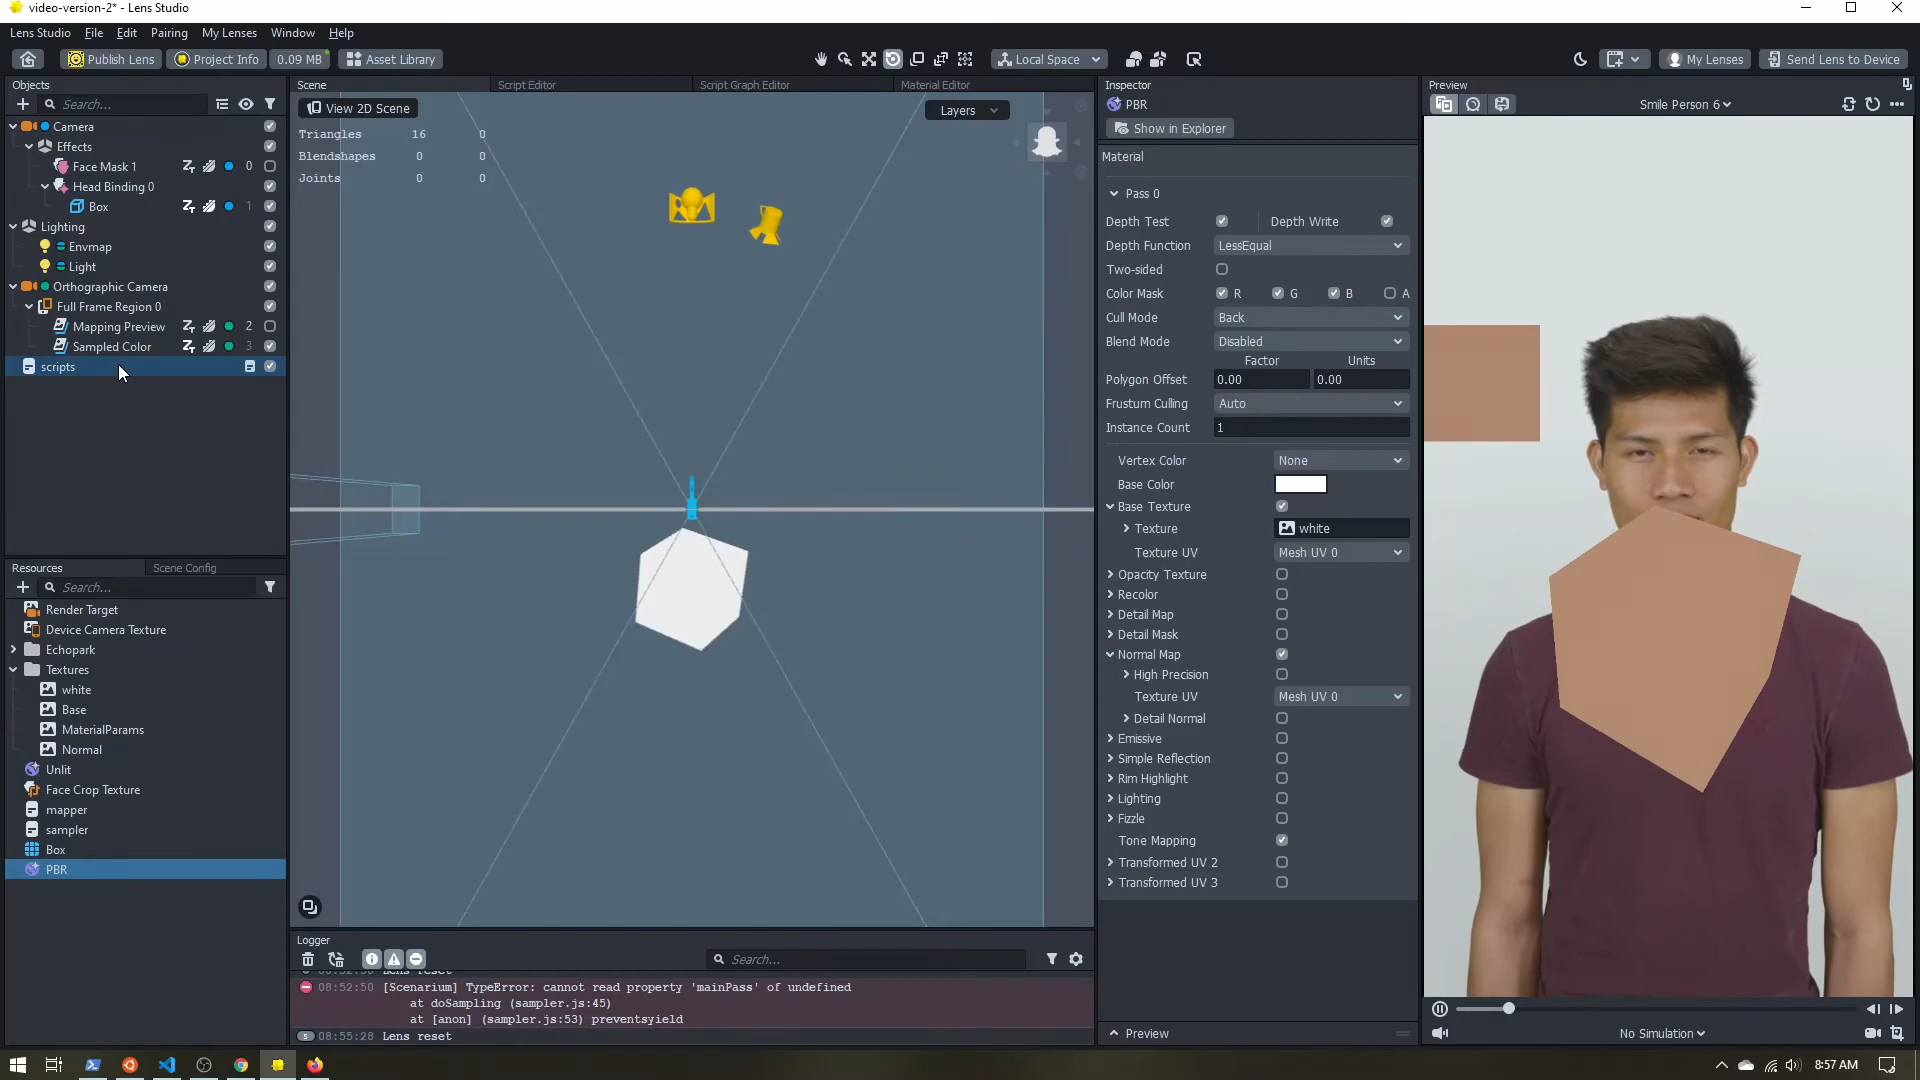 video-version-2* - Lens Studio
Lens Studio File Edit Pairing My Lenses Window Help
Publish Lens Project Info 0.09 MB Asset Library Local Space My Lenses Send Lens to Device
Objects
Search...
Camera
Effects
Face Mask 1 0
Head Binding 0
Box 1
Lighting
Envmap
Light
Orthographic Camera
Full Frame Region 0
Mapping Preview 2
Sampled Color 3
scripts
Resources Scene Config
Search...
Render Target
Device Camera Texture
Echopark
Textures
white
Base
MaterialParams
Normal
Unlit
Face Crop Texture
mapper
sampler
Box
PBR
Scene Script Editor Script Graph Editor Material Editor
View 2D Scene Layers
Triangles 16 0
Blendshapes 0 0
Joints 0 0
Logger
Search...
08:52:50 Lens reset
08:52:50 [Scenarium] TypeError: cannot read property 'mainPass' of undefined
at doSampling (sampler.js:45)
at [anon] (sampler.js:53) preventsyield
08:55:28 Lens reset
Inspector
PBR
Show in Explorer
Material
Pass 0
Depth Test Depth Write
Depth Function LessEqual
Two-sided
Color Mask R G B A
Cull Mode Back
Blend Mode Disabled
Factor Units
Polygon Offset 0.00 0.00
Frustum Culling Auto
Instance Count 1
Vertex Color None
Base Color
Base Texture
Texture white
Texture UV Mesh UV 0
Opacity Texture
Recolor
Detail Map
Detail Mask
Normal Map
High Precision
Texture UV Mesh UV 0
Detail Normal
Emissive
Simple Reflection
Rim Highlight
Lighting
Fizzle
Tone Mapping
Transformed UV 2
Transformed UV 3
Preview
Preview
Smile Person 6
No Simulation
8:57 AM